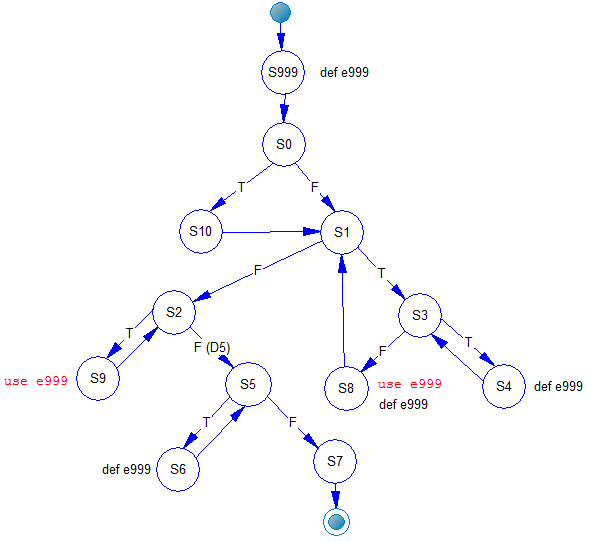 S999 def e999
S0
T F
S10 S1
F T
S2 S3
T F (D5) F T
use e999 S9 S5 S8 use e999 S4 def e999
def e999
T F
def e999 S6 S7